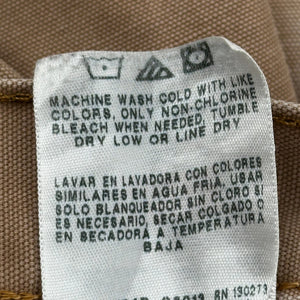 MACHINE WASH COLD WITH LIKE
COLORS, ONLY NON-CHLORINE
BLEACH WHEN NEEDED, TUMBLE
DRY LOW OR LINE DRY
LAVAR EN LAVADORA CON COLORES
SIMILARES EN AGUA FRIA, USAR
SOLO BLANQUEADOR SIN CLORO SI
ES NECESARIO, SECAR COLGADO O
EN SECADORA A TEMPERATURA
BAJA
RN 130273